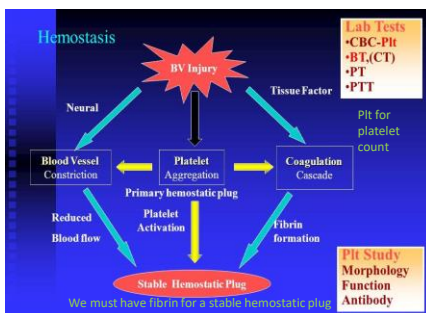 Hemostasis
BV Injury
Lab Tests
•CBC-Plt
•BT,(CT)
•PT
•PTT
Neural
Tissue Factor
Plt for
platelet
count
Blood Vessel
Constriction
Platelet
Aggregation
Coagulation
Cascade
Primary hemostatic plug
Reduced
Blood flow
Platelet
Activation
Fibrin
formation
Stable Hemostatic Plug
Plt Study
Morphology
Function
Antibody
We must have fibrin for a stable hemostatic plug